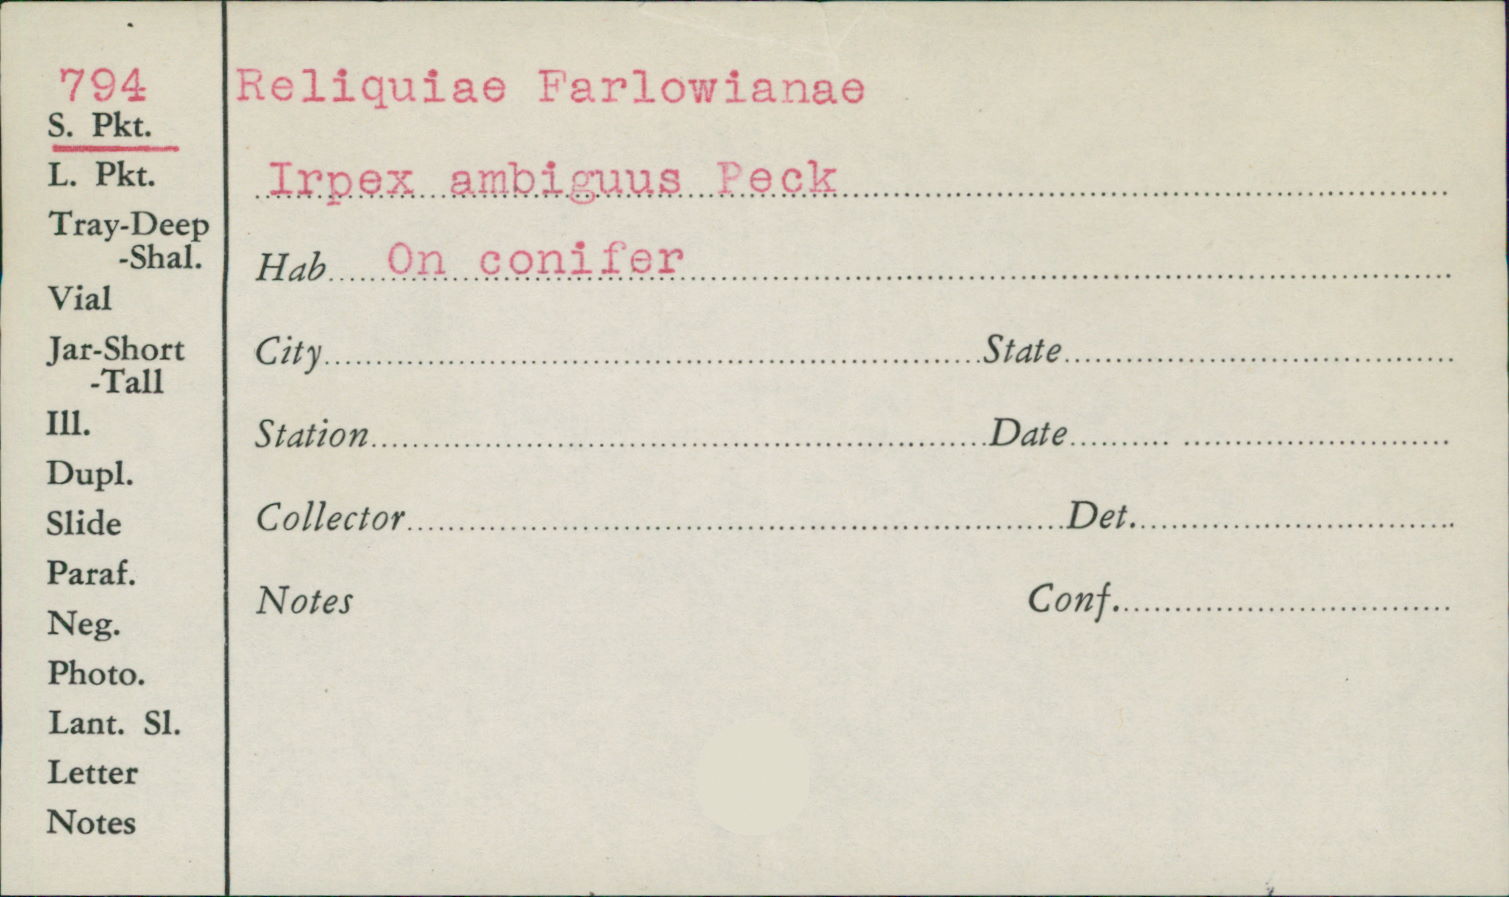 794
S. Pkt.
L. Pkt.
Tray-Deep
-Shal.
Vial
Jar-Short
-Tall
Ill.
Dupl.
Slide
Paraf.
Neg.
Photo.
Lant. Sl.
Letter
Notes
Reliquiae Farlowianae
Irpex ambiguus Peck
Hab. On conifer
City State
Station Date
Collector Det.
Notes Conf.